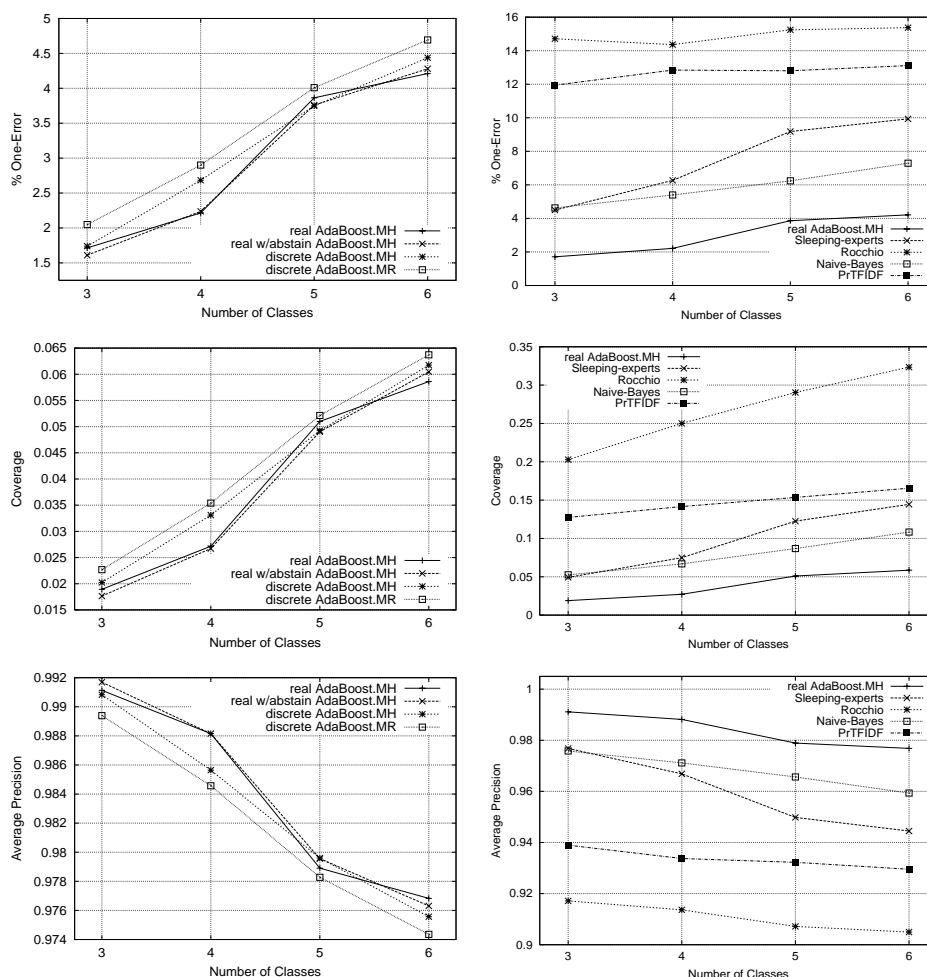 5
4.5
4
3.5
3
2.5
2
1.5
% One-Error
real AdaBoost.MH
real w/abstain AdaBoost.MH
discrete AdaBoost.MH
discrete AdaBoost.MR
3 4 5 6
Number of Classes
16
14
12
10
8
6
4
2
0
% One-Error
real AdaBoost.MH
Sleeping-experts
Rocchio
Naive-Bayes
PrTFIDF
3 4 5 6
Number of Classes
0.065
0.06
0.055
0.05
0.045
0.04
0.035
0.03
0.025
0.02
0.015
Coverage
real AdaBoost.MH
real w/abstain AdaBoost.MH
discrete AdaBoost.MH
discrete AdaBoost.MR
3 4 5 6
Number of Classes
0.35
0.3
0.25
0.2
0.15
0.1
0.05
0
Coverage
real AdaBoost.MH
Sleeping-experts
Rocchio
Naive-Bayes
PrTFIDF
3 4 5 6
Number of Classes
0.992
0.99
0.988
0.986
0.984
0.982
0.98
0.978
0.976
0.974
Average Precision
real AdaBoost.MH
real w/abstain AdaBoost.MH
discrete AdaBoost.MH
discrete AdaBoost.MR
3 4 5 6
Number of Classes
1
0.98
0.96
0.94
0.92
0.9
Average Precision
real AdaBoost.MH
Sleeping-experts
Rocchio
Naive-Bayes
PrTFIDF
3 4 5 6
Number of Classes